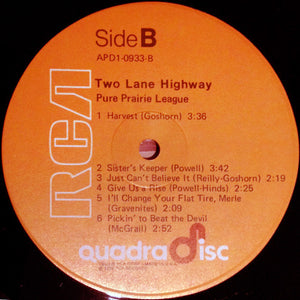 Side B
APD1-0933-B
Two Lane Highway
Pure Prairie League
1 Harvest (Goshorn) 3:36
RCA
2 Sister's Keeper (Powell) 3:42
3 Just Can't Believe It (Reilly-Goshorn) 2:19
4 Give Us a Rise (Powell-Hinds) 2:25
5 I'll Change Your Flat Tire, Merle
(Gravenites) 2:09
6 Pickin' to Beat the Devil
(McGrail) 2:52
quadradisc